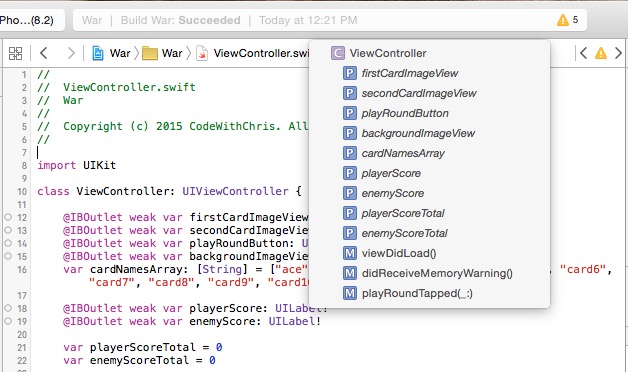 Pho...(8.2)
War | Build War: Succeeded | Today at 12:21 PM
5
War
War
ViewController.swi
ViewController
P firstCardImageView
P secondCardImageView
P playRoundButton
P backgroundImageView
P cardNamesArray
P playerScore
P enemyScore
P playerScoreTotal
P enemyScoreTotal
M viewDidLoad()
M didReceiveMemoryWarning()
M playRoundTapped(_:)
1 //
2 // ViewController.swift
3 // War
4 //
5 // Copyright (c) 2015 CodeWithChris. All
6 //
7
8 import UIKit
9
10 class ViewController: UIViewController {
11
12 @IBOutlet weak var firstCardImageView
13 @IBOutlet weak var secondCardImageVie
14 @IBOutlet weak var playRoundButton: U
15 @IBOutlet weak var backgroundImageVie
16 var cardNamesArray: [String] = ["ace" , "card6",
"card7", "card8", "card9", "card1
17
18 @IBOutlet weak var playerScore: UILabel!
19 @IBOutlet weak var enemyScore: UILabel!
20
21 var playerScoreTotal = 0
22 var enemyScoreTotal = 0